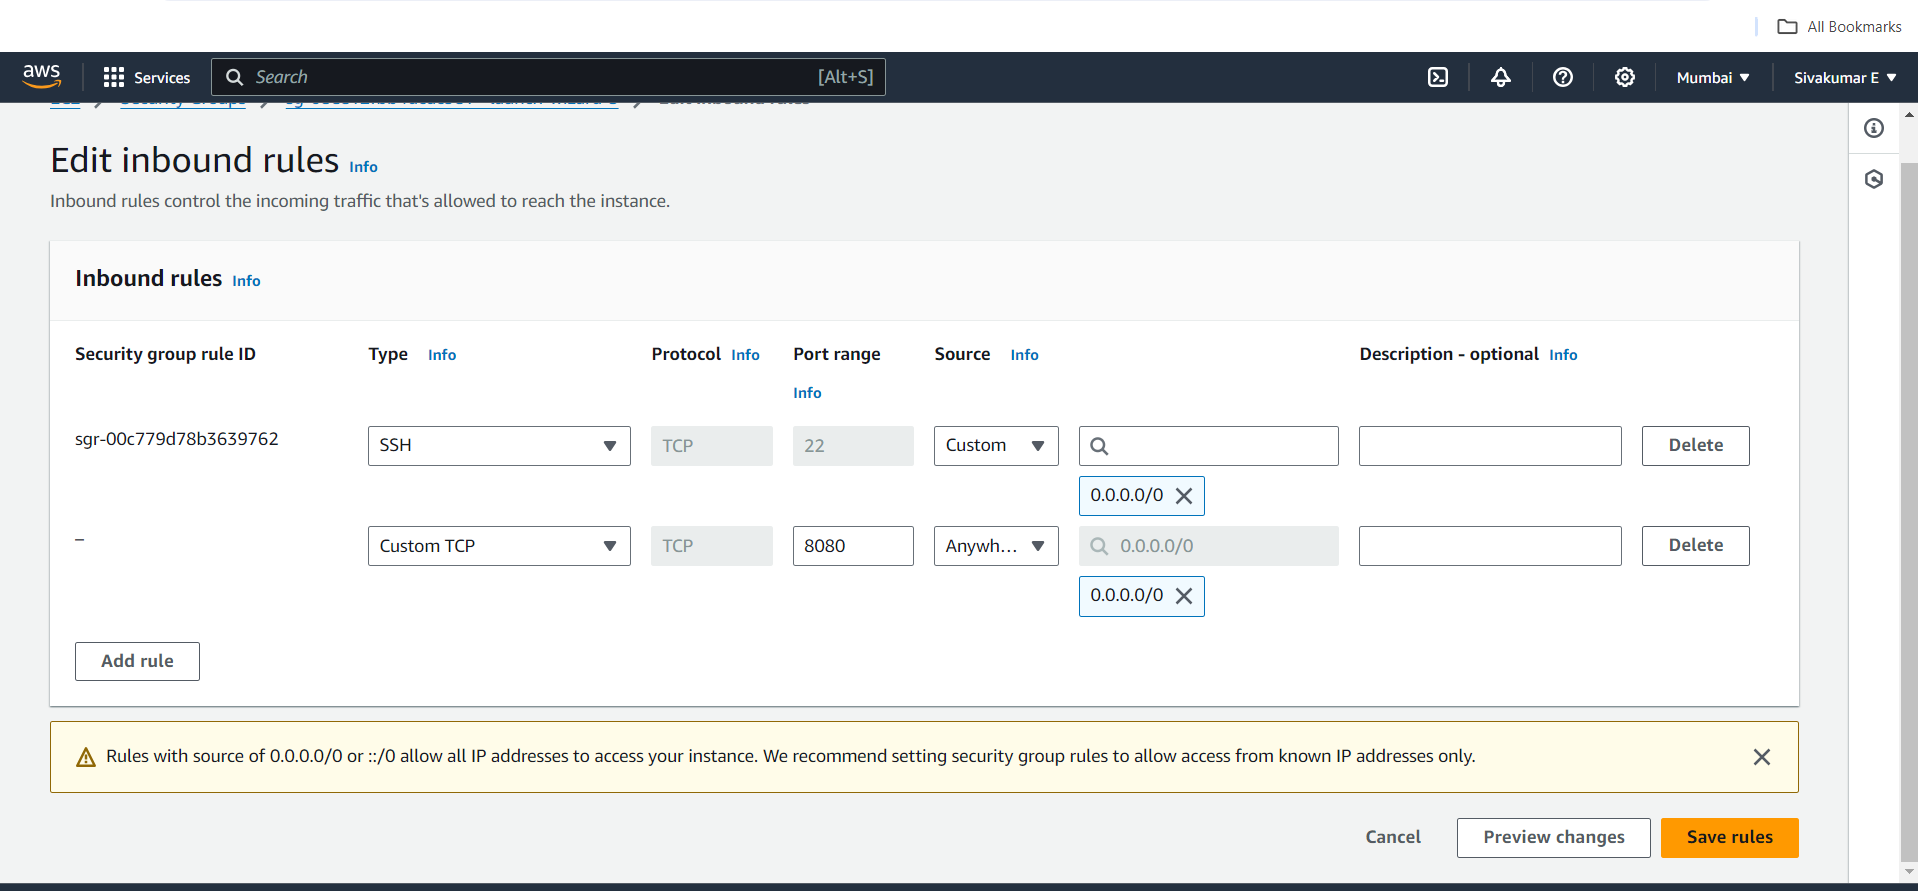 All Bookmarks
aws Services Search [Alt+S] Mumbai Sivakumar E
Edit inbound rules Info
Inbound rules control the incoming traffic that's allowed to reach the instance.
Inbound rules Info
Security group rule ID Type Info Protocol Info Port range Info Source Info Description - optional Info
sgr-00c779d78b3639762 SSH TCP 22 Custom Delete
0.0.0.0/0
– Custom TCP TCP 8080 Anywh... 0.0.0.0/0 Delete
0.0.0.0/0
Add rule
Rules with source of 0.0.0.0/0 or ::/0 allow all IP addresses to access your instance. We recommend setting security group rules to allow access from known IP addresses only.
Cancel Preview changes Save rules